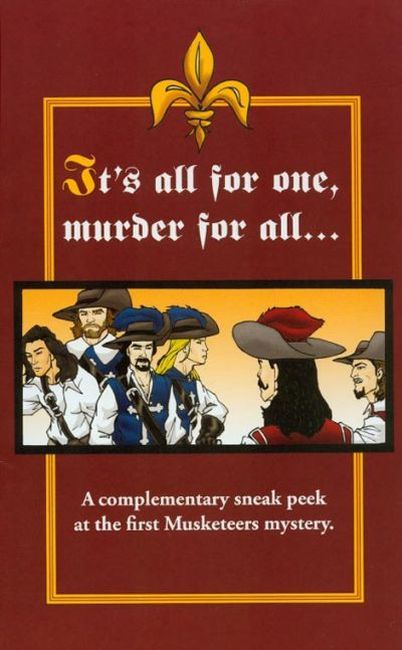 It's all for one,
murder for all...
A complementary sneak peek
at the first Musketeers mystery.